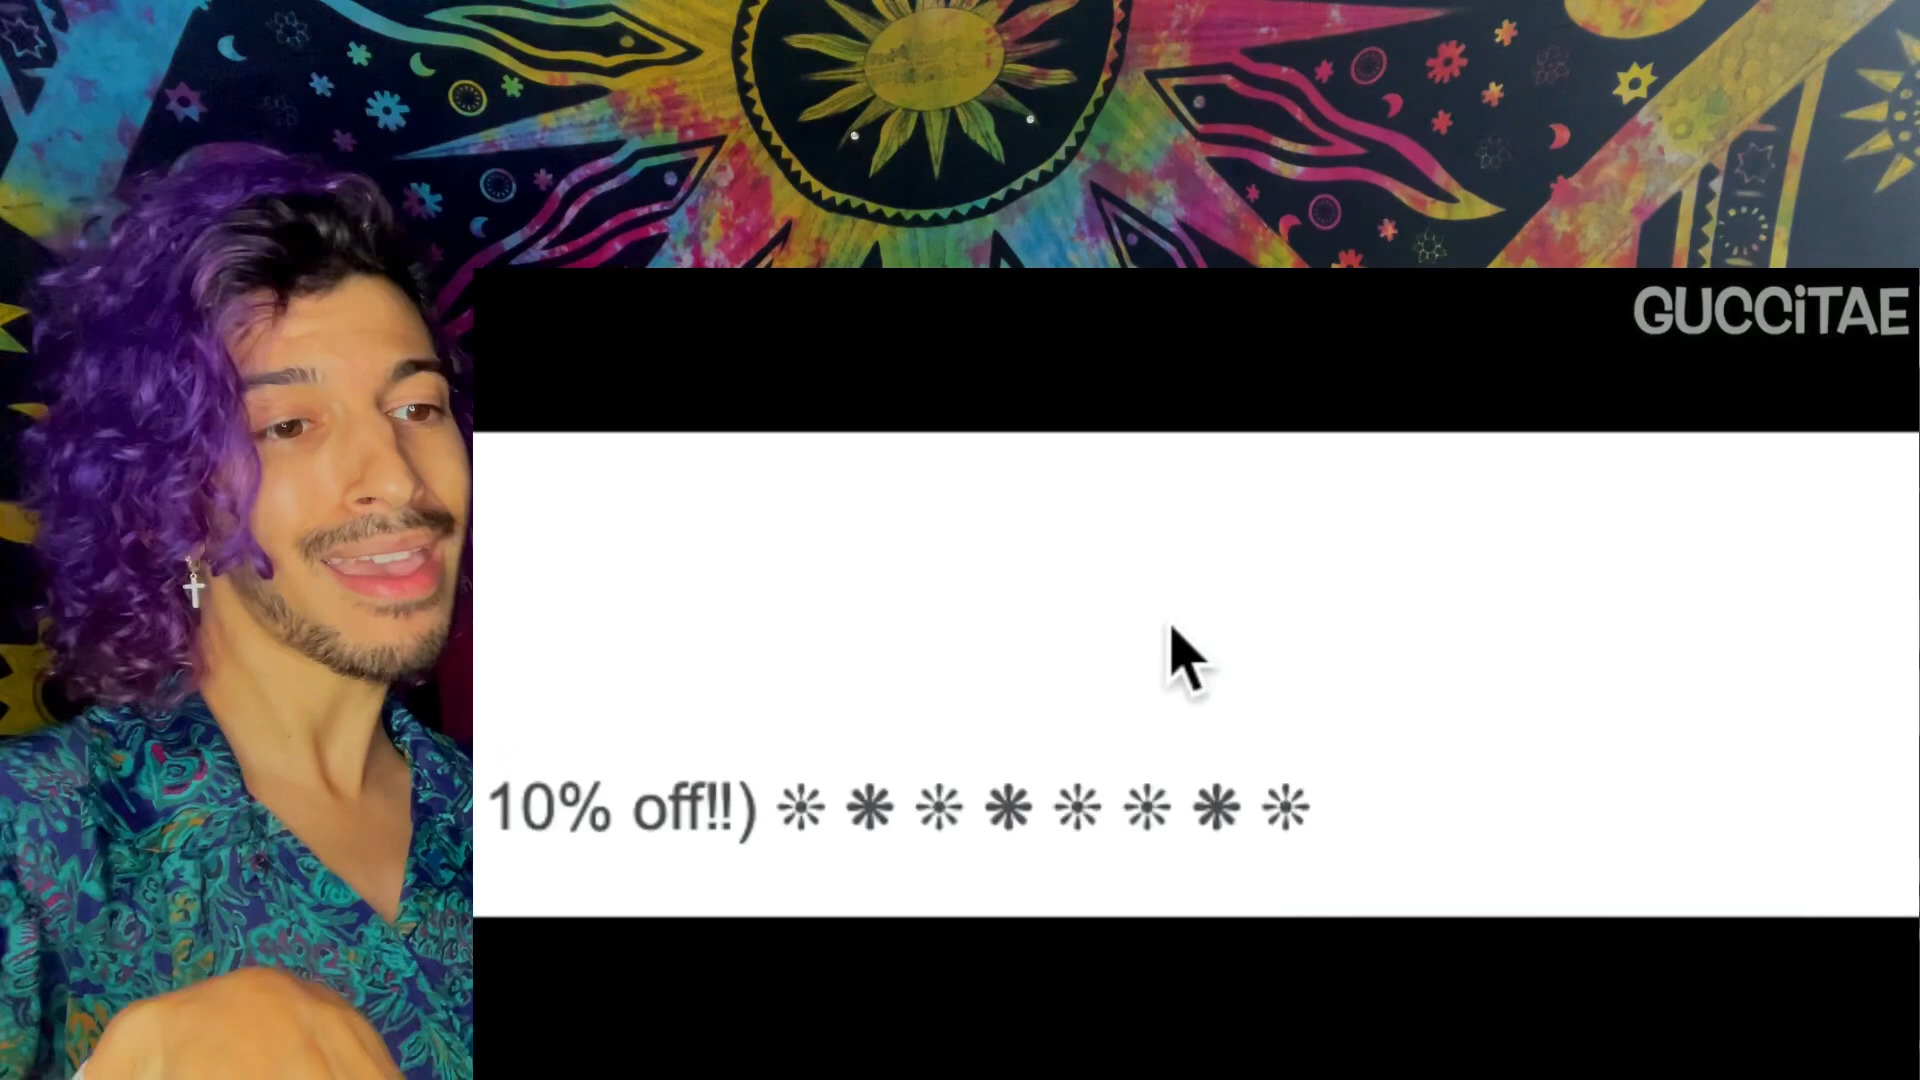 GUCCiTAE
10% off!!) ❊ ❋ ❊ ❋ ❊ ❊ ❋ ❊